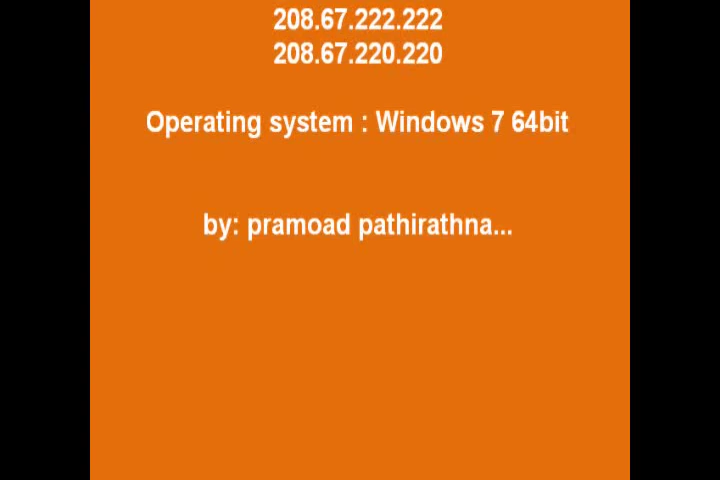 208.67.222.222
208.67.220.220
Operating system : Windows 7 64bit
by: pramoad pathirathna...